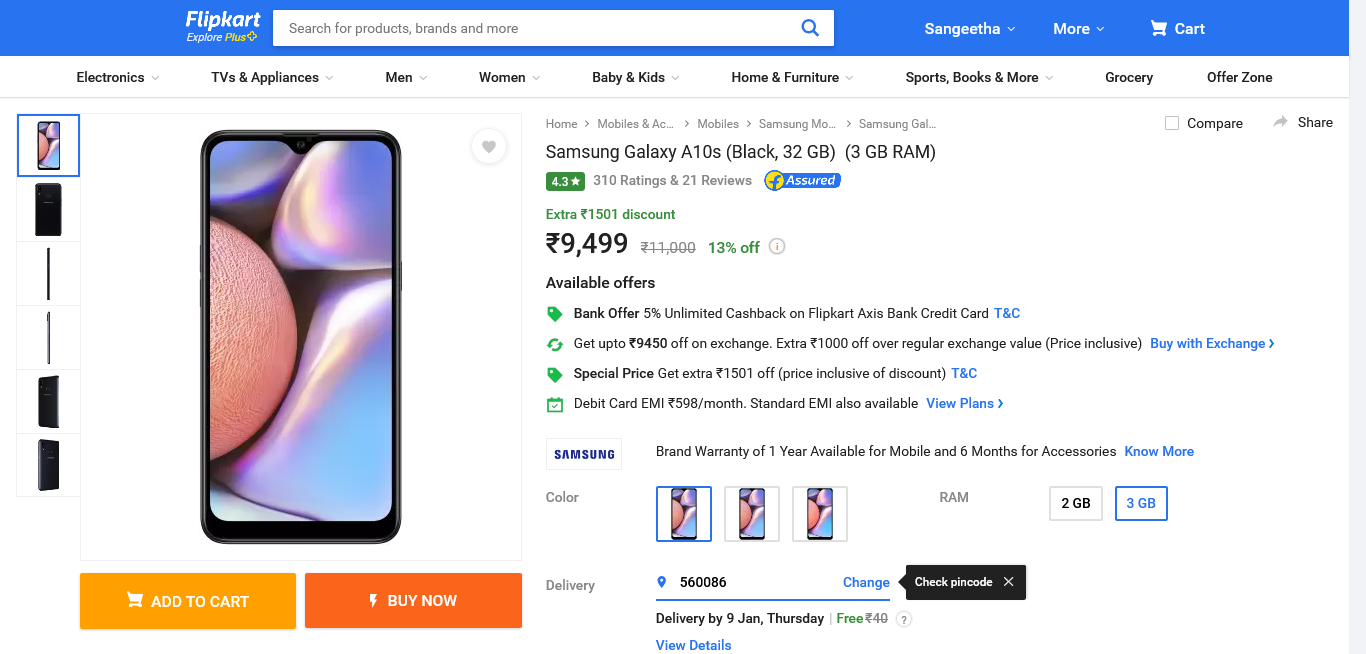 Flipkart
Explore Plus
Search for products, brands and more
Sangeetha
More
Cart
Electronics
TVs & Appliances
Men
Women
Baby & Kids
Home & Furniture
Sports, Books & More
Grocery
Offer Zone
Home
Mobiles & Ac...
Mobiles
Samsung Mo...
Samsung Gal...
Compare
Share
Samsung Galaxy A10s (Black, 32 GB)  (3 GB RAM)
4.3★ 310 Ratings & 21 Reviews
Assured
Extra ₹1501 discount
₹9,499 ₹11,000 13% off
Available offers
Bank Offer 5% Unlimited Cashback on Flipkart Axis Bank Credit Card T&C
Get upto ₹9450 off on exchange. Extra ₹1000 off over regular exchange value (Price inclusive) Buy with Exchange
Special Price Get extra ₹1501 off (price inclusive of discount) T&C
Debit Card EMI ₹598/month. Standard EMI also available View Plans
SAMSUNG
Brand Warranty of 1 Year Available for Mobile and 6 Months for Accessories Know More
Color
RAM
2 GB
3 GB
Delivery
560086
Change
Check pincode
Delivery by 9 Jan, Thursday | Free ₹40 ?
View Details
ADD TO CART
BUY NOW